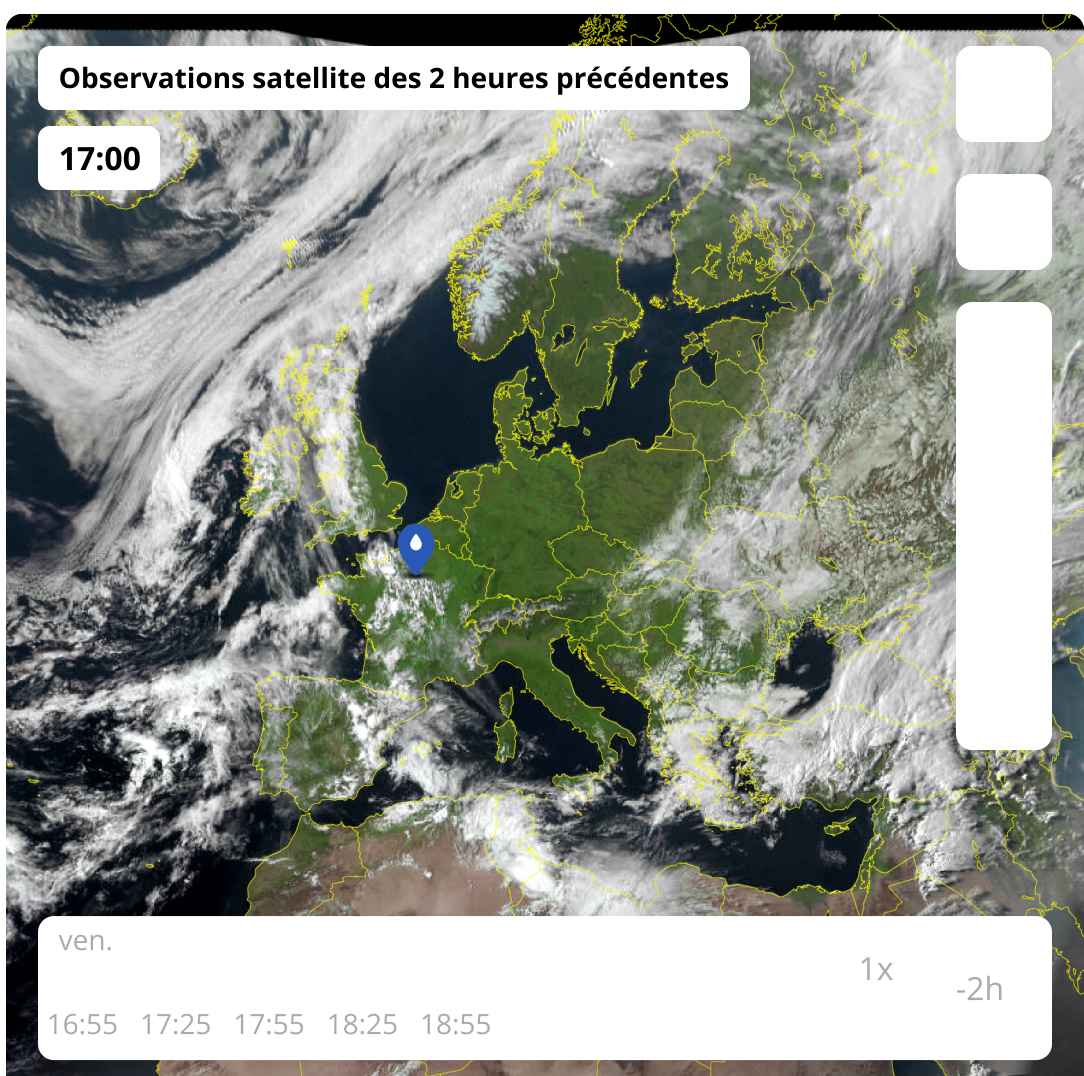 Observations satellite des 2 heures précédentes
17:00
ven.
1x
-2h
16:55 17:25 17:55 18:25 18:55